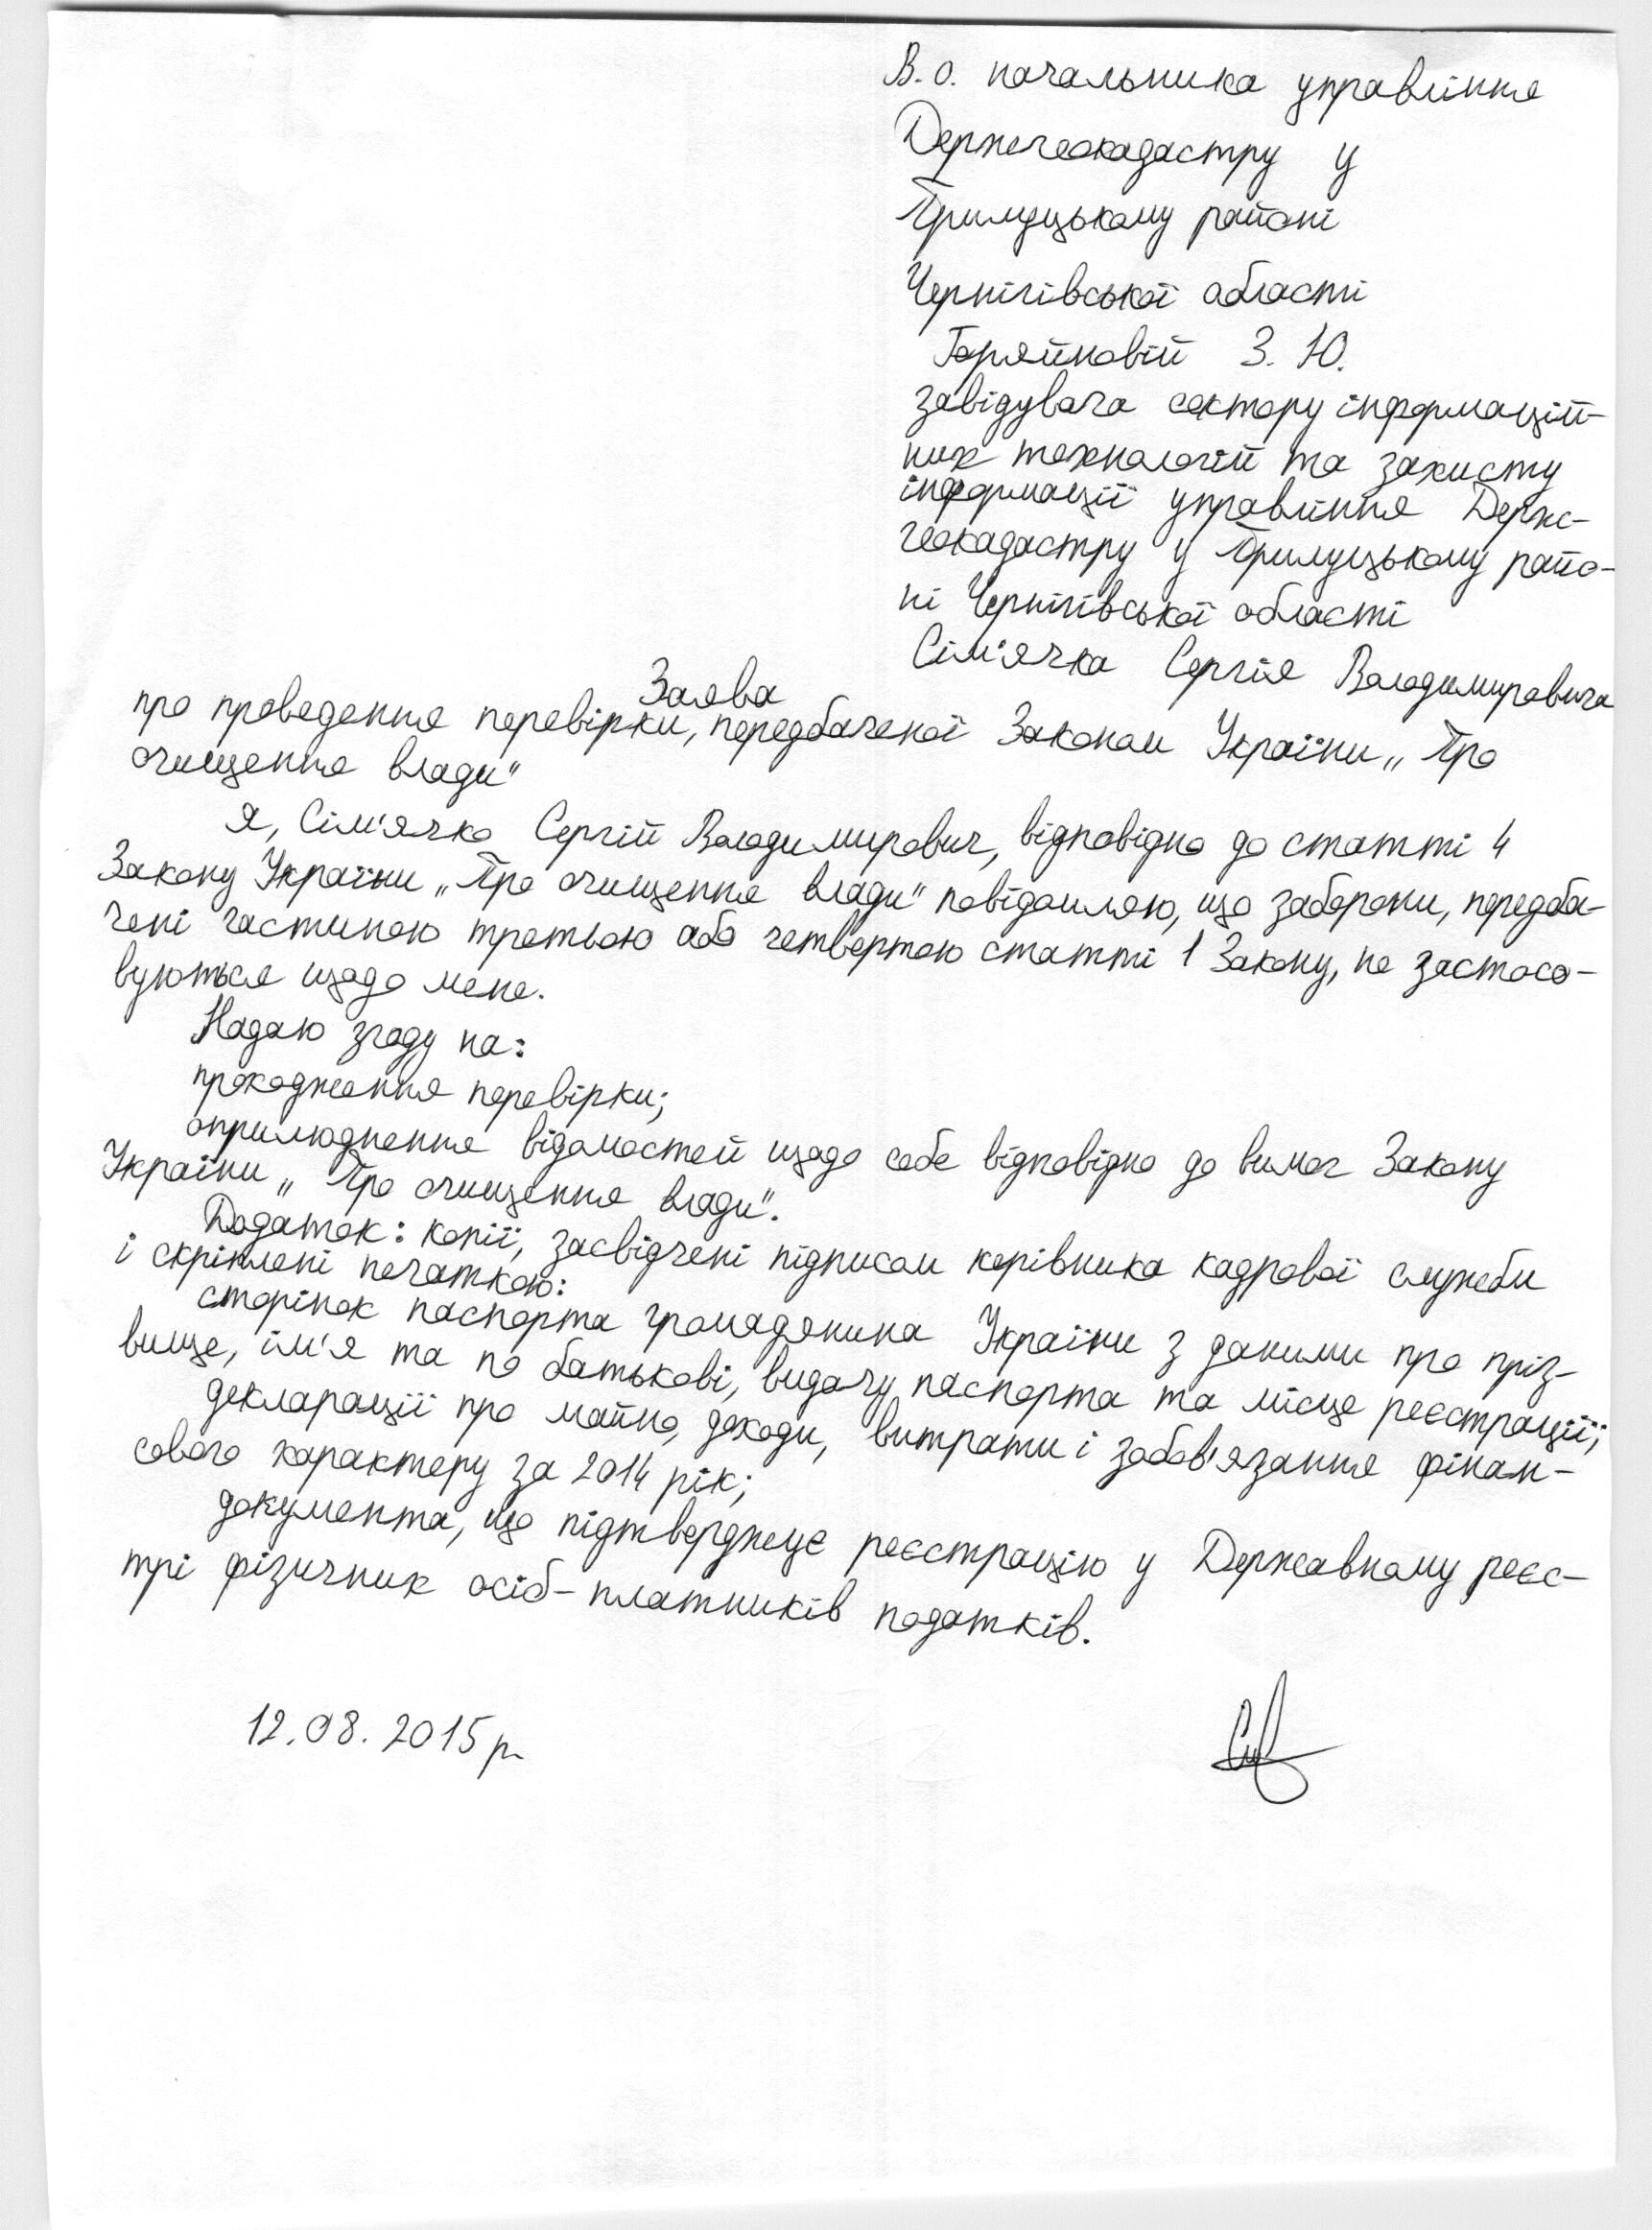 В.о. начальника управління
Держгеокадастру у
Прилуцькому районі
Чернігівської області
Горяйновій З. Ю.
завідувача сектору інформацій-
них технологій та захисту
інформації управління Держ-
геокадастру у Прилуцькому райо-
ні Чернігівської області
Сім'ячка Сергія Володимировича
Заява
про проведення перевірки, передбаченої Законом України „Про
очищення влади"
Я, Сім'ячко Сергій Володимирович, відповідно до статті 4
Закону України „Про очищення влади" повідомляю, що заборони, передба-
чені частиною третьою або четвертою статті 1 Закону, не застосо-
вуються щодо мене.
Надаю згоду на:
проходження перевірки;
оприлюднення відомостей щодо себе відповідно до вимог Закону
України „Про очищення влади".
Додаток: копії, засвідчені підписом керівника кадрової служби
і скріплені печаткою:
сторінок паспорта громадянина України з даними про пріз-
вище, ім'я та по батькові, видачу паспорта та місце реєстрації;
декларації про майно, доходи, витрати і зобов'язання фінан-
сового характеру за 2014 рік;
документа, що підтверджує реєстрацію у Державному реєс-
трі фізичних осіб-платників податків.
12.08.2015 р.